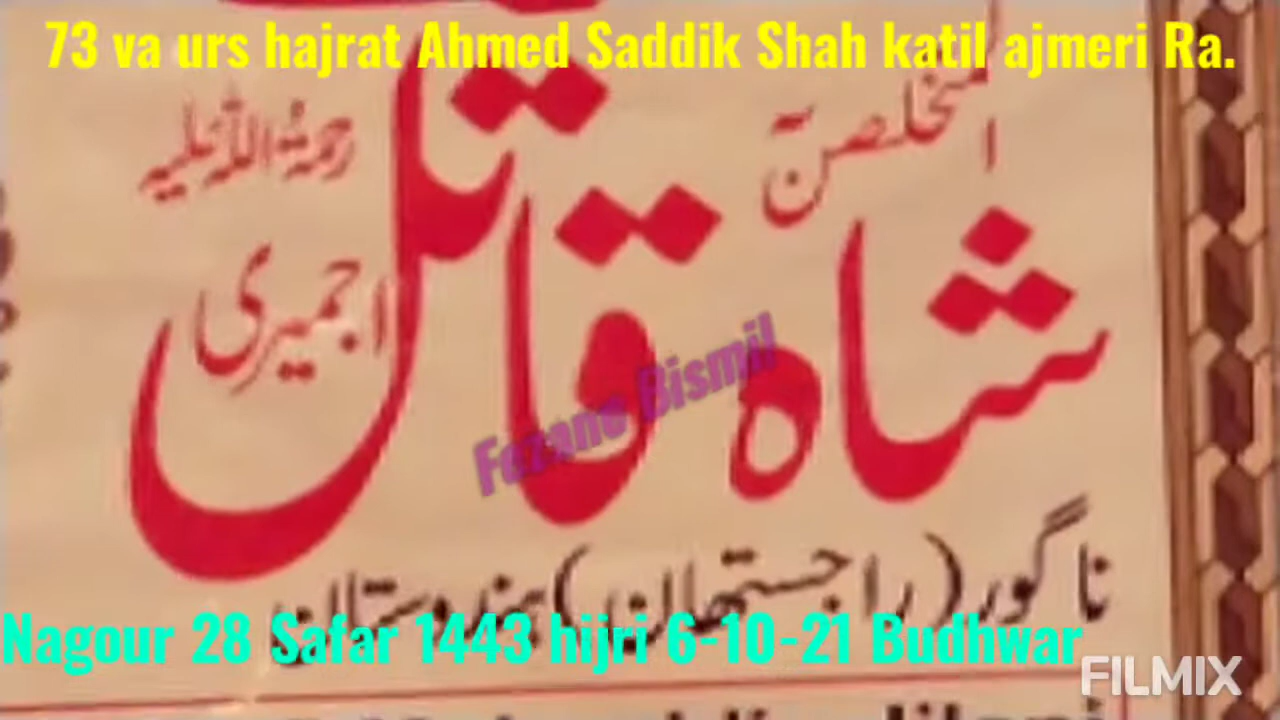 73 va urs hajrat Ahmed Saddik Shah katil ajmeri Ra.
المتخلص
رحمۃ اللہ علیہ
شاہ قاتل
اجمیری
Fezane Bismil
ناگور (راجستھان) ہندوستان
Nagour 28 Safar 1443 hijri 6-10-21 Budhwar
FILMIX